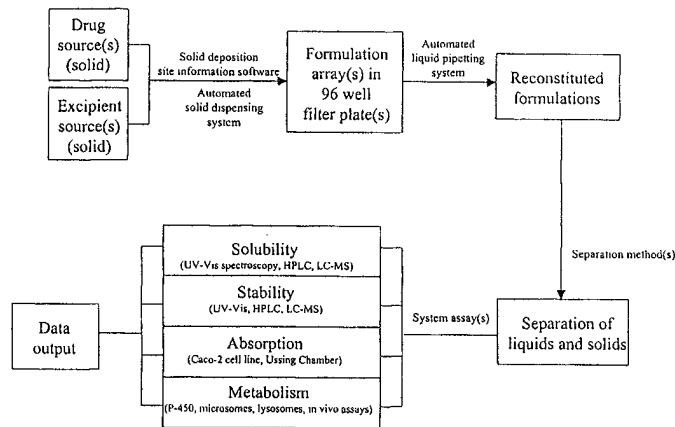 Drug
source(s)
(solid)
Excipient
source(s)
(solid)
Solid deposition
site information software
Automated
solid dispensing
system
Formulation
array(s) in
96 well
filter plate(s)
Automated
liquid pipetting
system
Reconstituted
formulations
Separation method(s)
Separation of
liquids and solids
System assay(s)
Solubility
(UV-Vis spectroscopy, HPLC, LC-MS)
Stability
(UV-Vis, HPLC, LC-MS)
Absorption
(Caco-2 cell line, Ussing Chamber)
Metabolism
(P-450, microsomes, lysosomes, in vivo assays)
Data
output